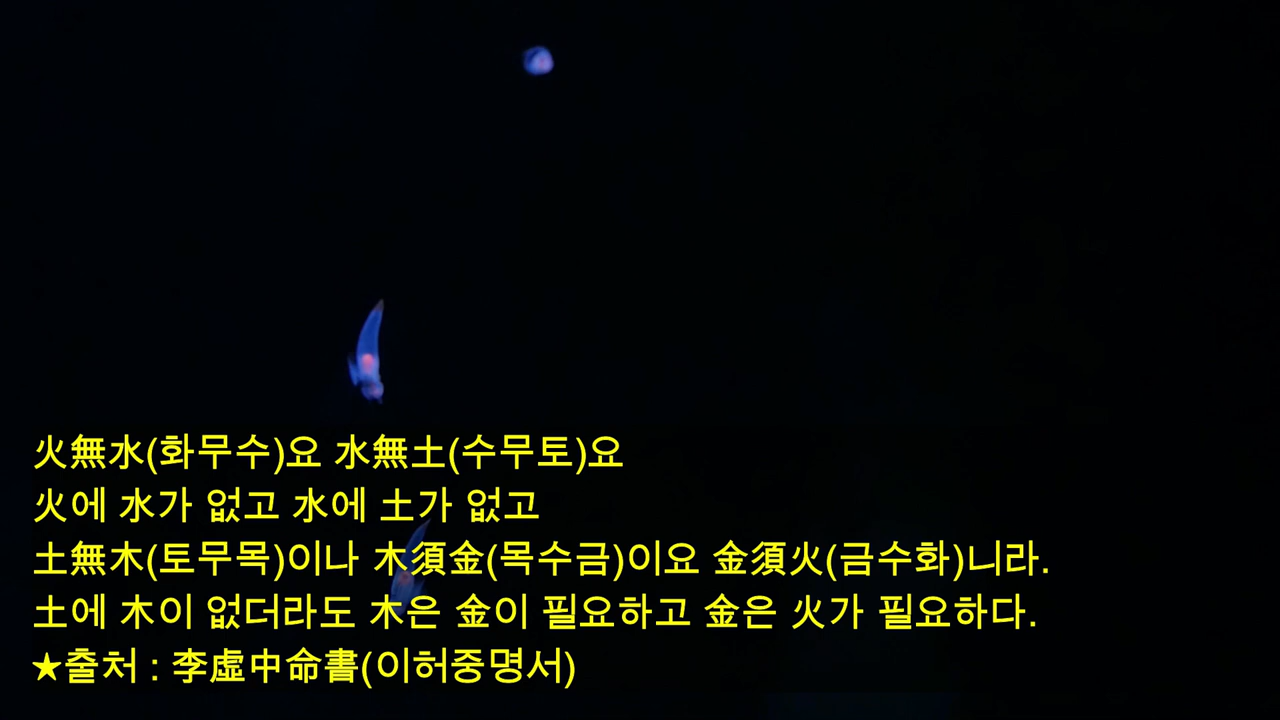 火無水(화무수)요 水無土(수무토)요
火에 水가 없고 水에 土가 없고
土無木(토무목)이나 木須金(목수금)이요 金須火(금수화)니라.
土에 木이 없더라도 木은 金이 필요하고 金은 火가 필요하다.
★출처 : 李虛中命書(이허중명서)